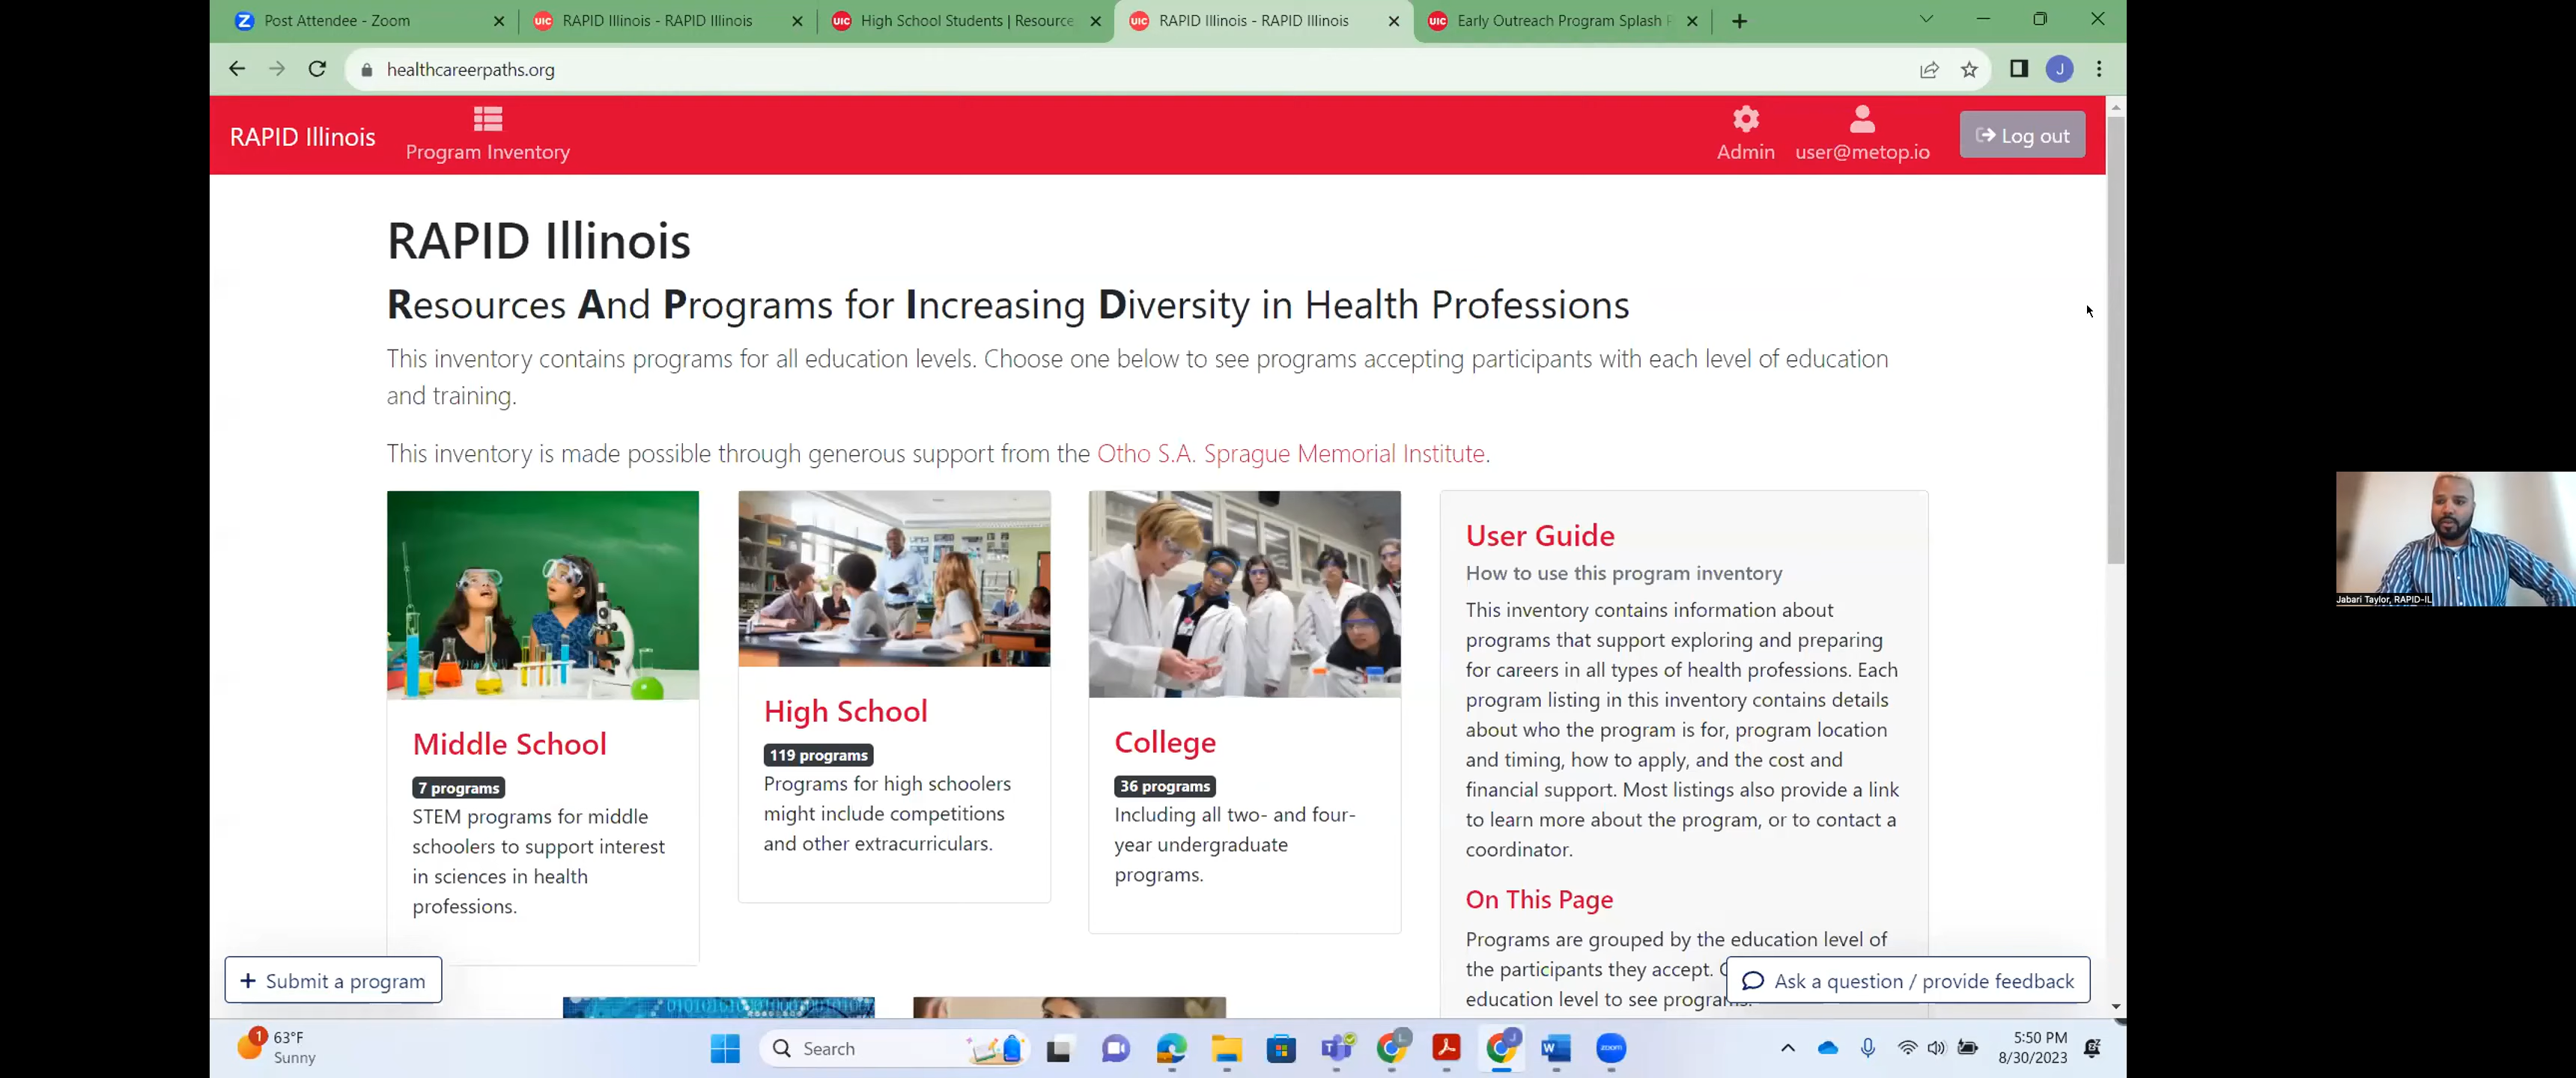 Post Attendee - Zoom
UIC
RAPID Illinois - RAPID Illinois
UIC
High School Students | Resource
UIC
RAPID Illinois - RAPID Illinois
UIC
Early Outreach Program Splash
healthcareerpaths.org
J
RAPID Illinois
Program Inventory
Admin
user@metop.io
Log out
RAPID Illinois
Resources And Programs for Increasing Diversity in Health Professions
This inventory contains programs for all education levels. Choose one below to see programs accepting participants with each level of education
and training.
This inventory is made possible through generous support from the Otho S.A. Sprague Memorial Institute.
Middle School
7 programs
STEM programs for middle
schoolers to support interest
in sciences in health
professions.
High School
119 programs
Programs for high schoolers
might include competitions
and other extracurriculars.
College
36 programs
Including all two- and four-
year undergraduate
programs.
User Guide
How to use this program inventory
This inventory contains information about
programs that support exploring and preparing
for careers in all types of health professions. Each
program listing in this inventory contains details
about who the program is for, program location
and timing, how to apply, and the cost and
financial support. Most listings also provide a link
to learn more about the program, or to contact a
coordinator.
On This Page
Programs are grouped by the education level of
the participants they accept.
education level to see programs.
+ Submit a program
Ask a question / provide feedback
Jabari Taylor, RAPID-IL
1
63°F
Sunny
Search
L
J
zoom
5:50 PM
8/30/2023